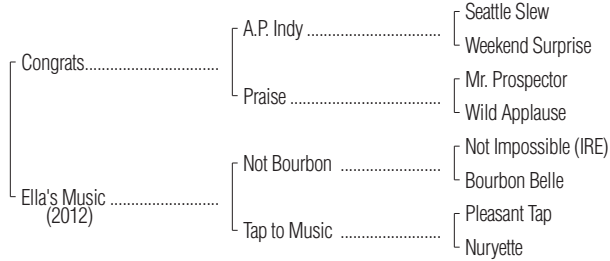 Seattle Slew
A.P. Indy ..............................
Weekend Surprise
Congrats..............................
Mr. Prospector
Praise ..................................
Wild Applause
Not Impossible (IRE)
Not Bourbon ......................
Bourbon Belle
Ella's Music ........................
(2012)
Pleasant Tap
Tap to Music ......................
Nuryette